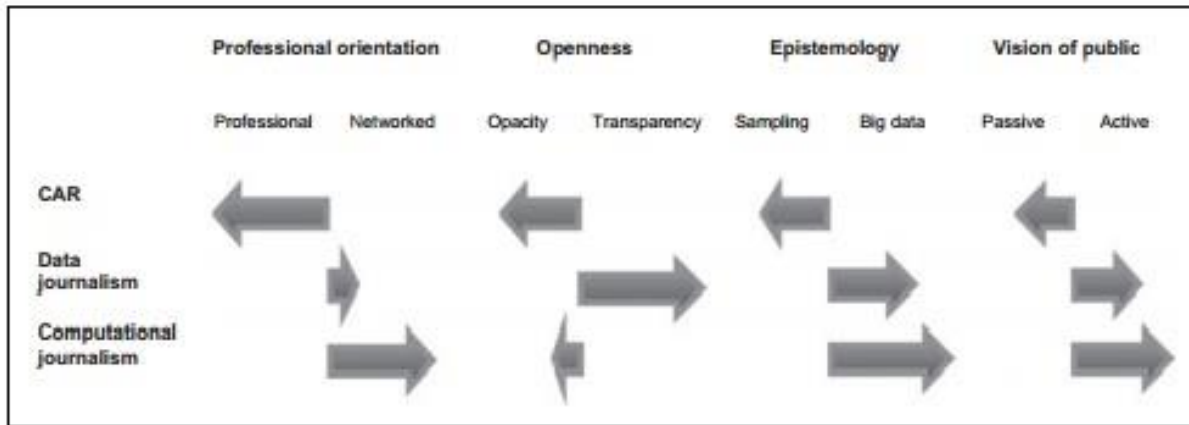 Professional orientation Openness Epistemology Vision of public
Professional Networked Opacity Transparency Sampling Big data Passive Active
CAR
Data
journalism
Computational
journalism